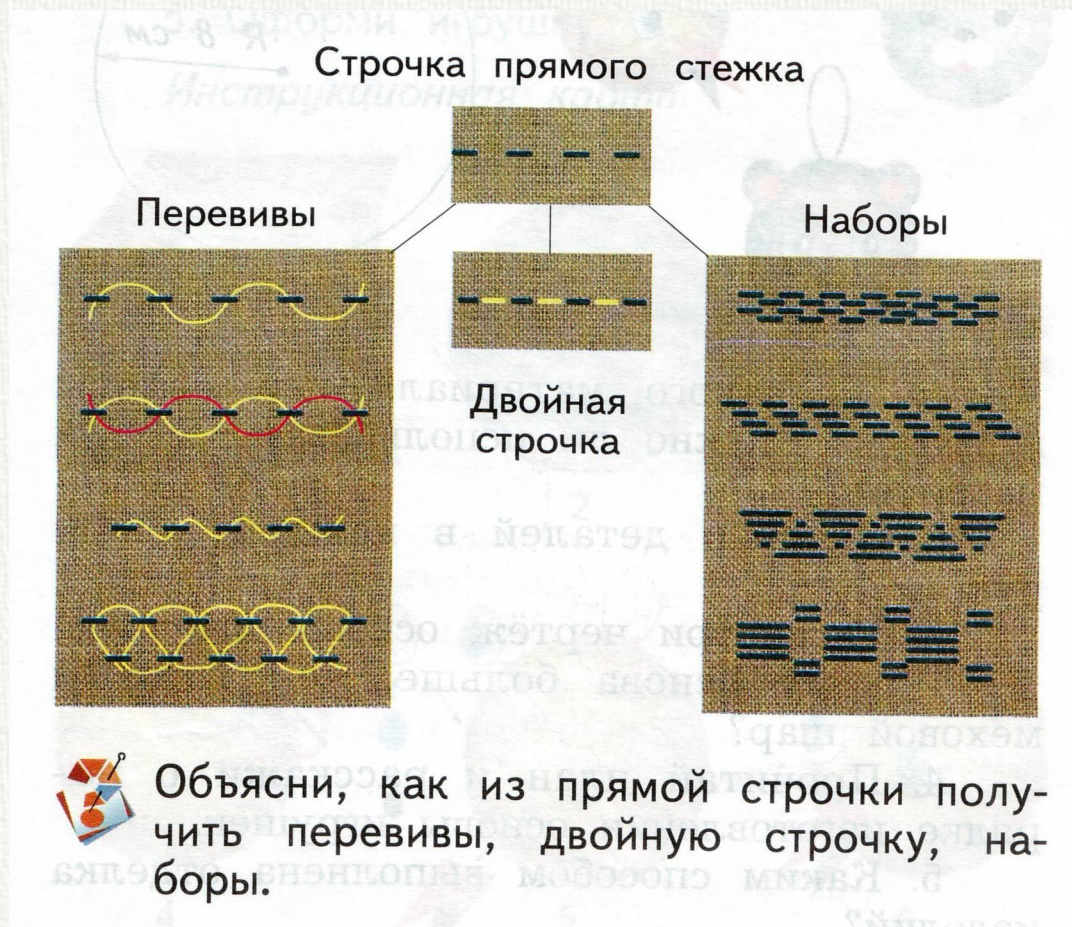 Строчка прямого стежка
Перевивы
Наборы
Двойная
строчка
Объясни, как из прямой строчки полу-
чить перевивы, двойную строчку, на-
боры.